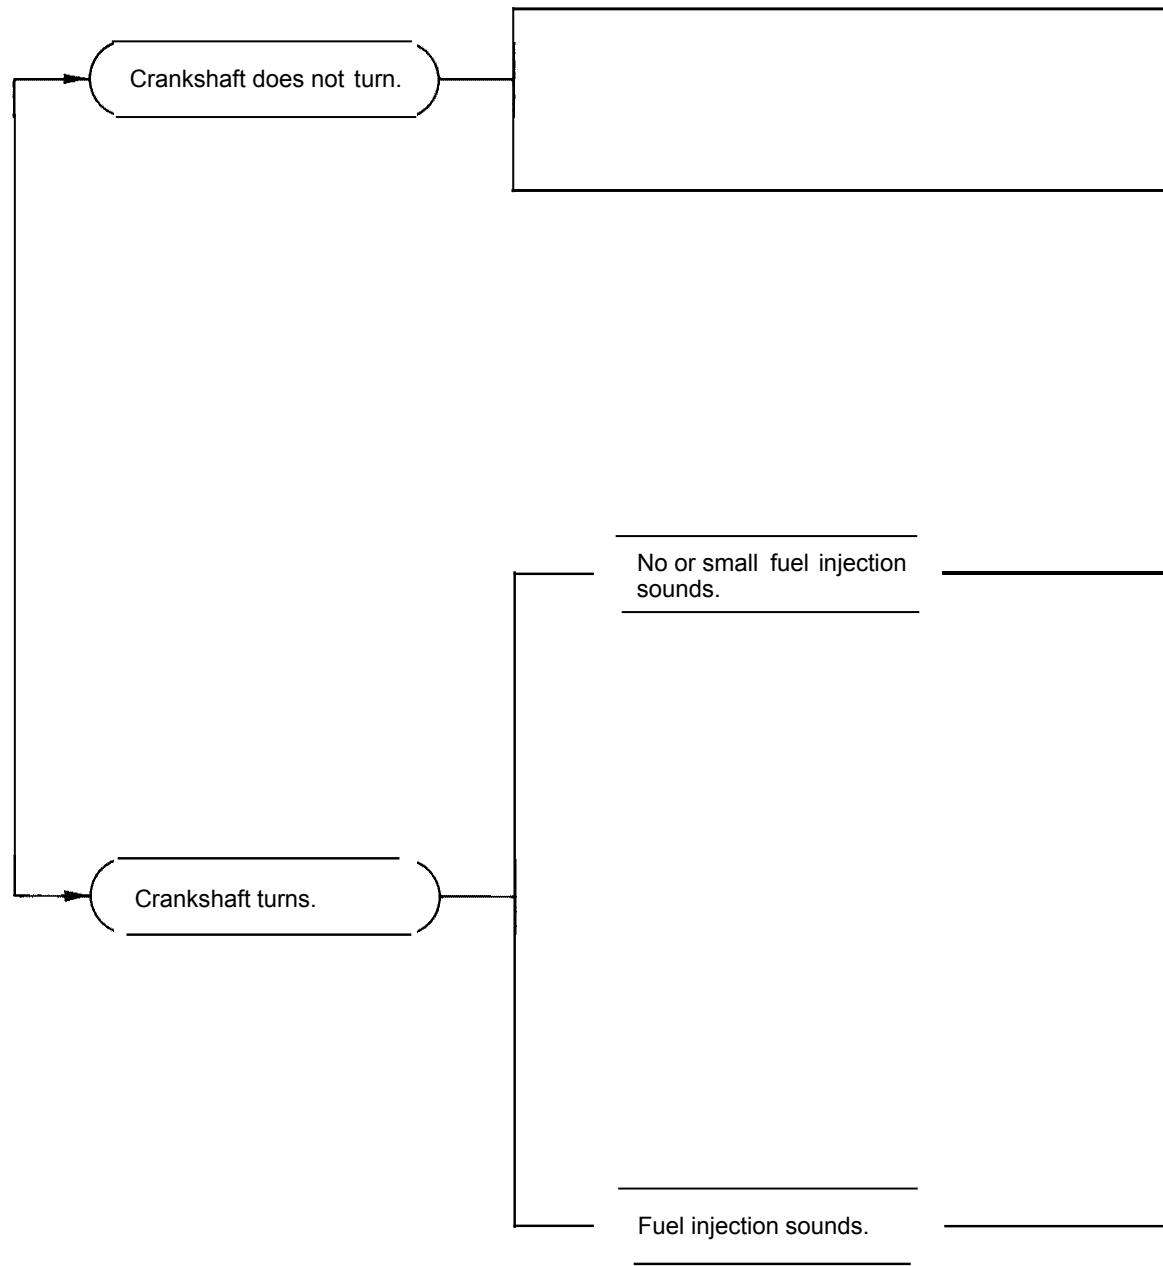 Crankshaft does not turn.
No or small fuel injection
sounds.
Crankshaft turns.
Fuel injection sounds.